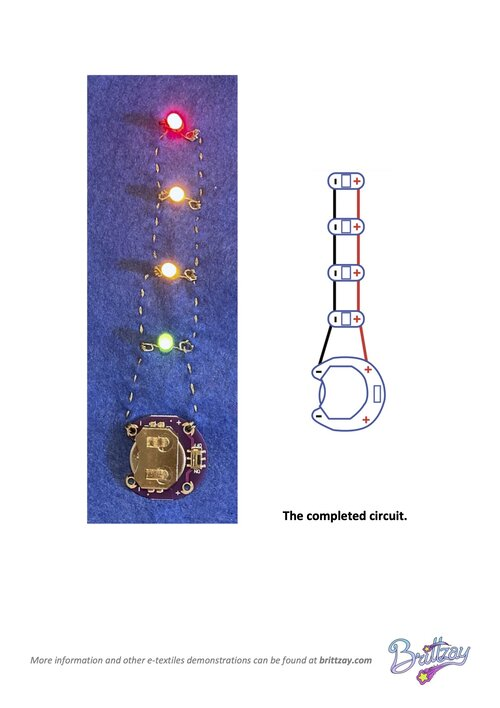 The completed circuit.
More information and other e-textiles demonstrations can be found at brittzay.com
Brittzay